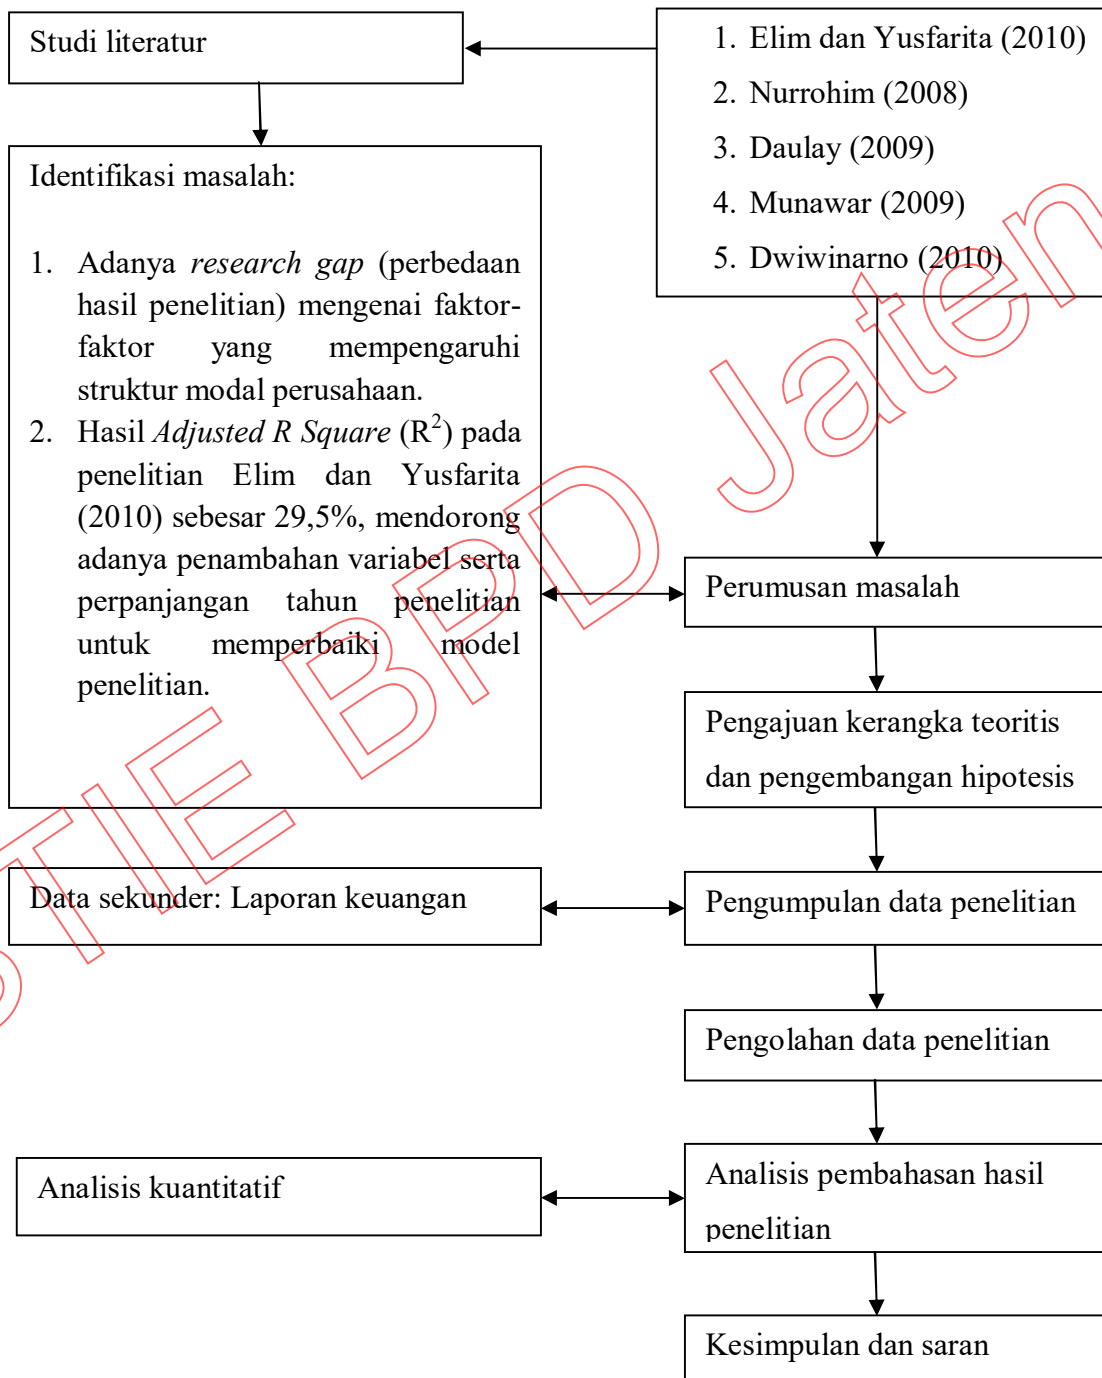 Studi literatur
1. Elim dan Yusfarita (2010)
2. Nurrohim (2008)
3. Daulay (2009)
4. Munawar (2009)
5. Dwiwinarno (2010)
Identifikasi masalah:
1. Adanya research gap (perbedaan
hasil penelitian) mengenai faktor-
faktor yang mempengaruhi
struktur modal perusahaan.
2. Hasil Adjusted R Square (R²) pada
penelitian Elim dan Yusfarita
(2010) sebesar 29,5%, mendorong
adanya penambahan variabel serta
perpanjangan tahun penelitian
untuk memperbaiki model
penelitian.
Perumusan masalah
Pengajuan kerangka teoritis
dan pengembangan hipotesis
Data sekunder: Laporan keuangan
Pengumpulan data penelitian
Pengolahan data penelitian
Analisis kuantitatif
Analisis pembahasan hasil
penelitian
Kesimpulan dan saran
STIE BPD Jaten